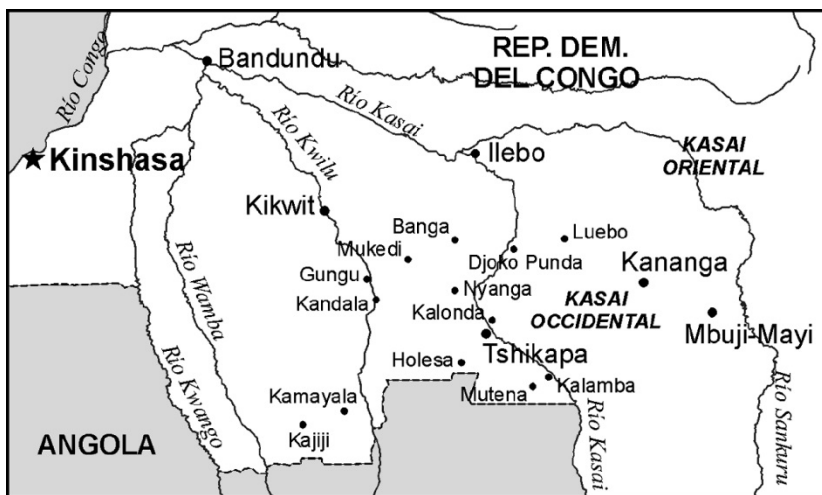 Bandundu
REP. DEM.
DEL CONGO
Río Congo
Río Kasai
Río Kwilu
Kinshasa
Ilebo
KASAI
ORIENTAL
Kikwit
Banga
Luebo
Mukedi
Djoko Punda
Gungu
Nyanga
Kananga
Kandala
Kalonda
KASAI
OCCIDENTAL
Río Wamba
Mbuji-Mayi
Tshikapa
Holesa
Mutena
Kalamba
Río Kwango
Kamayala
Kajiji
ANGOLA
Río Kasai
Río Sankuru